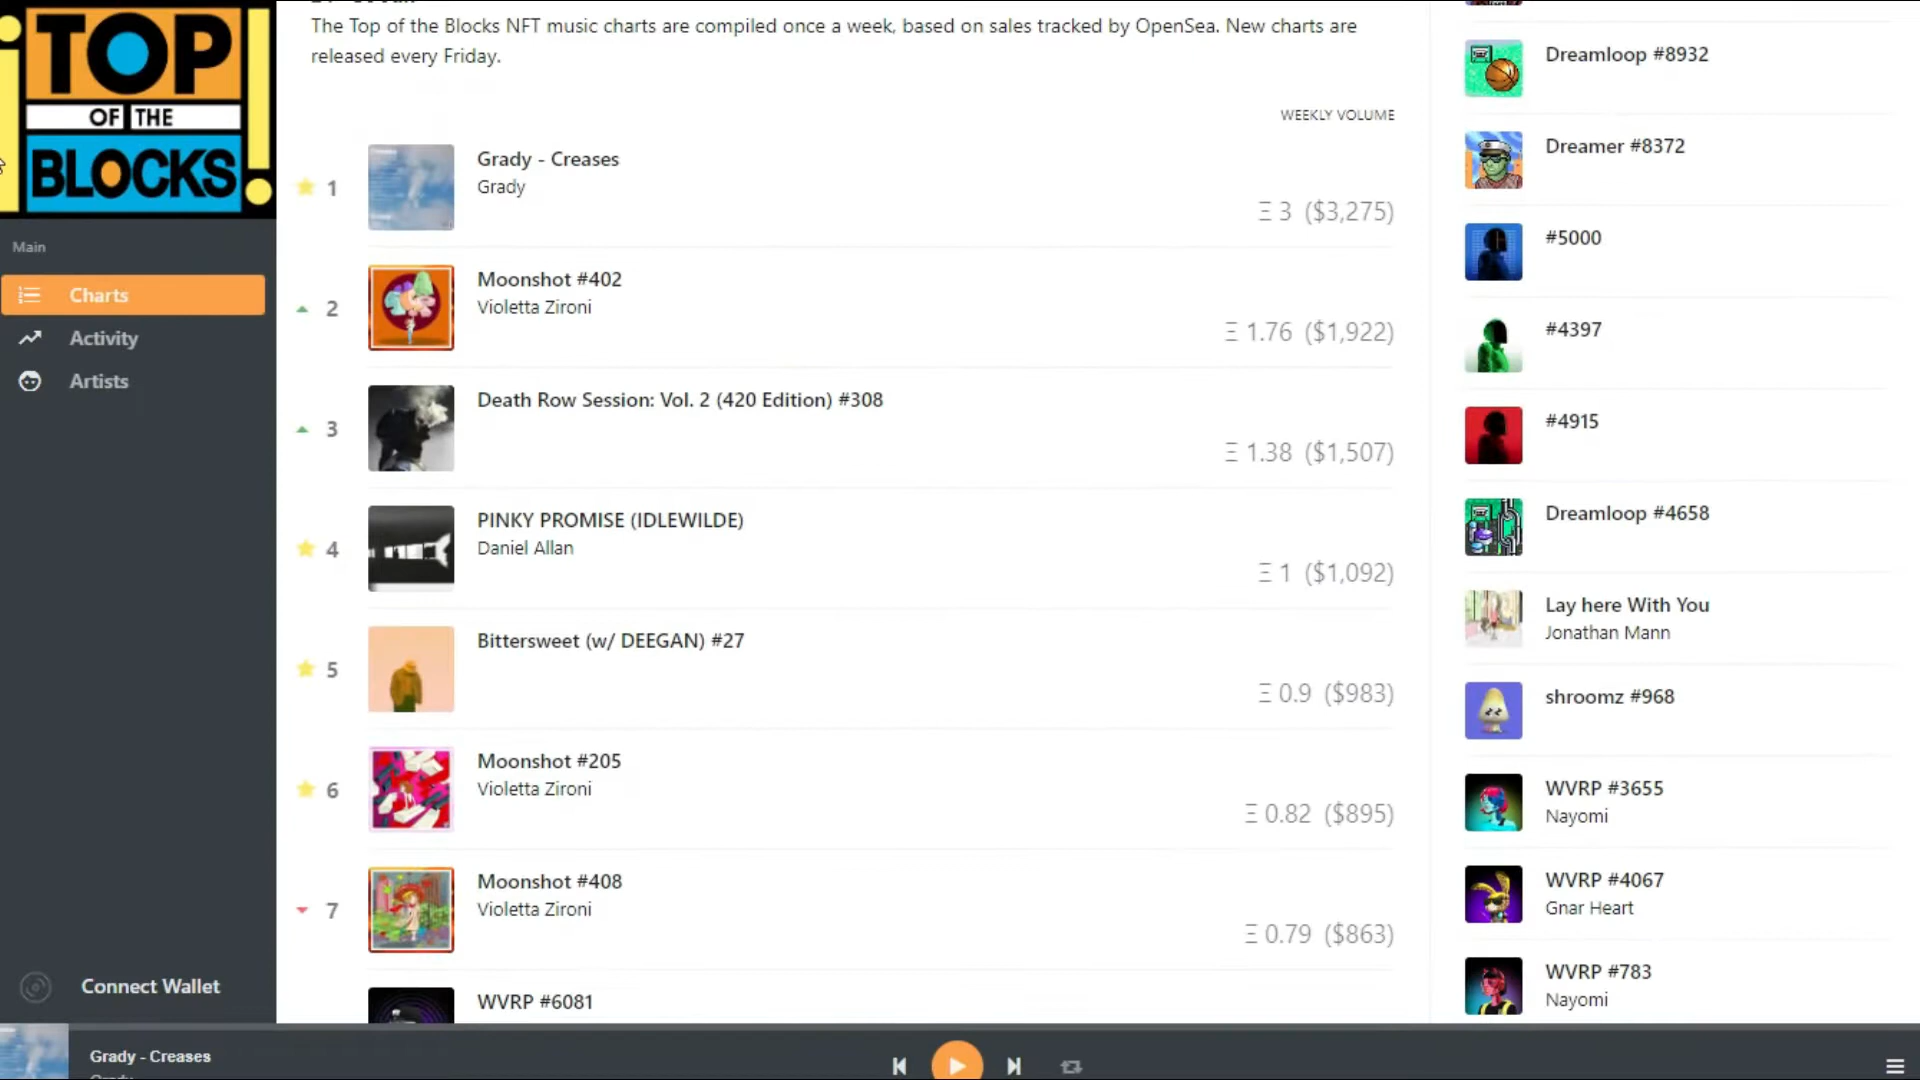 TOP
OF THE
BLOCKS
Main
Charts
Activity
Artists
Connect Wallet
The Top of the Blocks NFT music charts are compiled once a week, based on sales tracked by OpenSea. New charts are
released every Friday.
WEEKLY VOLUME
1
Grady - Creases
Grady
Ξ 3 ($3,275)
2
Moonshot #402
Violetta Zironi
Ξ 1.76 ($1,922)
3
Death Row Session: Vol. 2 (420 Edition) #308
Ξ 1.38 ($1,507)
4
PINKY PROMISE (IDLEWILDE)
Daniel Allan
Ξ 1 ($1,092)
5
Bittersweet (w/ DEEGAN) #27
Ξ 0.9 ($983)
6
Moonshot #205
Violetta Zironi
Ξ 0.82 ($895)
7
Moonshot #408
Violetta Zironi
Ξ 0.79 ($863)
WVRP #6081
Dreamloop #8932
Dreamer #8372
#5000
#4397
#4915
Dreamloop #4658
Lay here With You
Jonathan Mann
shroomz #968
WVRP #3655
Nayomi
WVRP #4067
Gnar Heart
WVRP #783
Nayomi
Grady - Creases